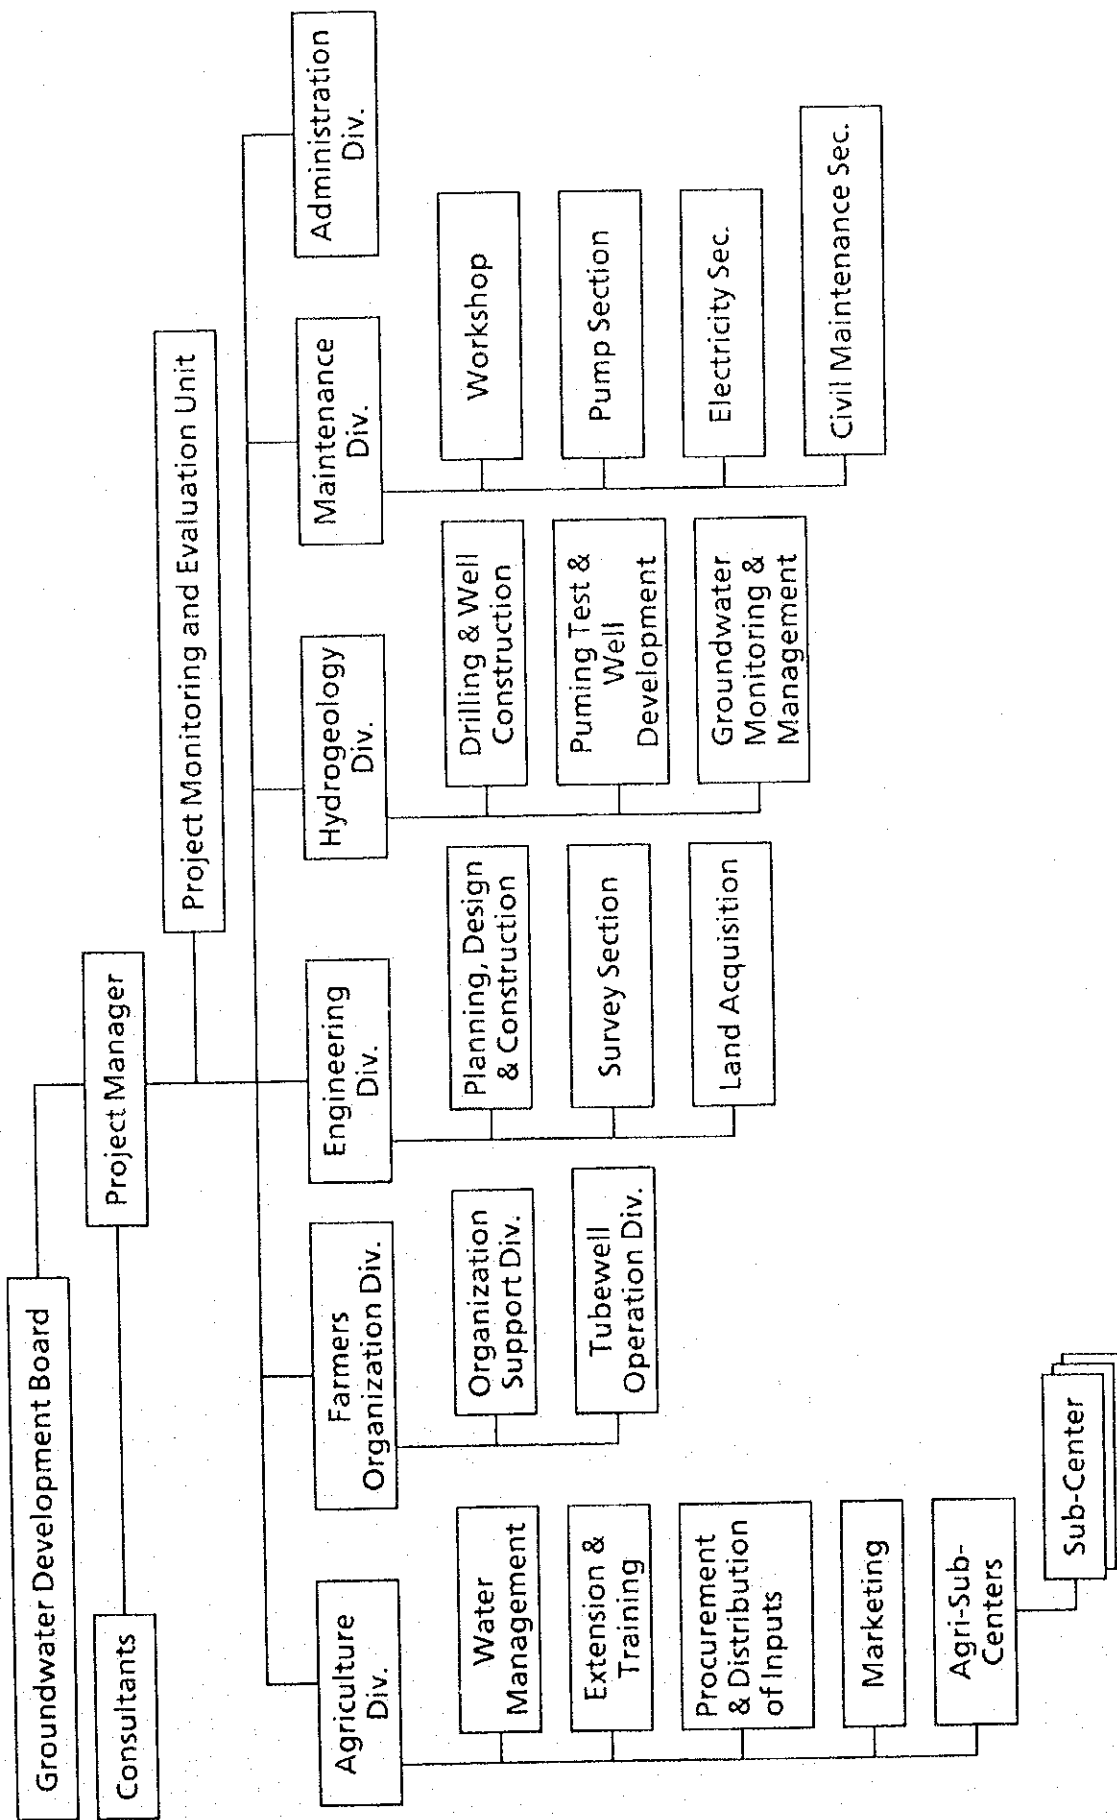 Groundwater Development Board
Consultants
Project Manager
Project Monitoring and Evaluation Unit
Agriculture
Div.
Farmers
Organization Div.
Engineering
Div.
Hydrogeology
Div.
Maintenance
Div.
Administration
Div.
Water
Management
Extension &
Training
Procurement
& Distribution
of Inputs
Marketing
Agri-Sub-
Centers
Sub-Center
Organization
Support Div.
Tubewell
Operation Div.
Planning, Design
& Construction
Survey Section
Land Acquisition
Drilling & Well
Construction
Puming Test &
Well
Development
Groundwater
Monitoring &
Management
Workshop
Pump Section
Electricity Sec.
Civil Maintenance Sec.